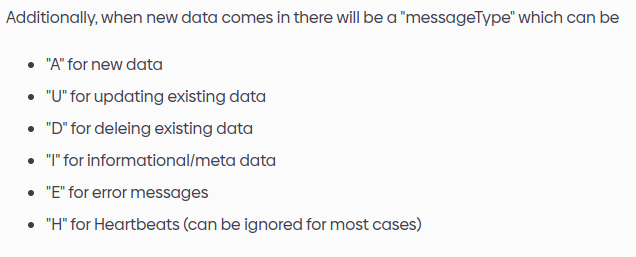 Additionally, when new data comes in there will be a "messageType" which can be
• "A" for new data
• "U" for updating existing data
• "D" for deleing existing data
• "I" for informational/meta data
• "E" for error messages
• "H" for Heartbeats (can be ignored for most cases)